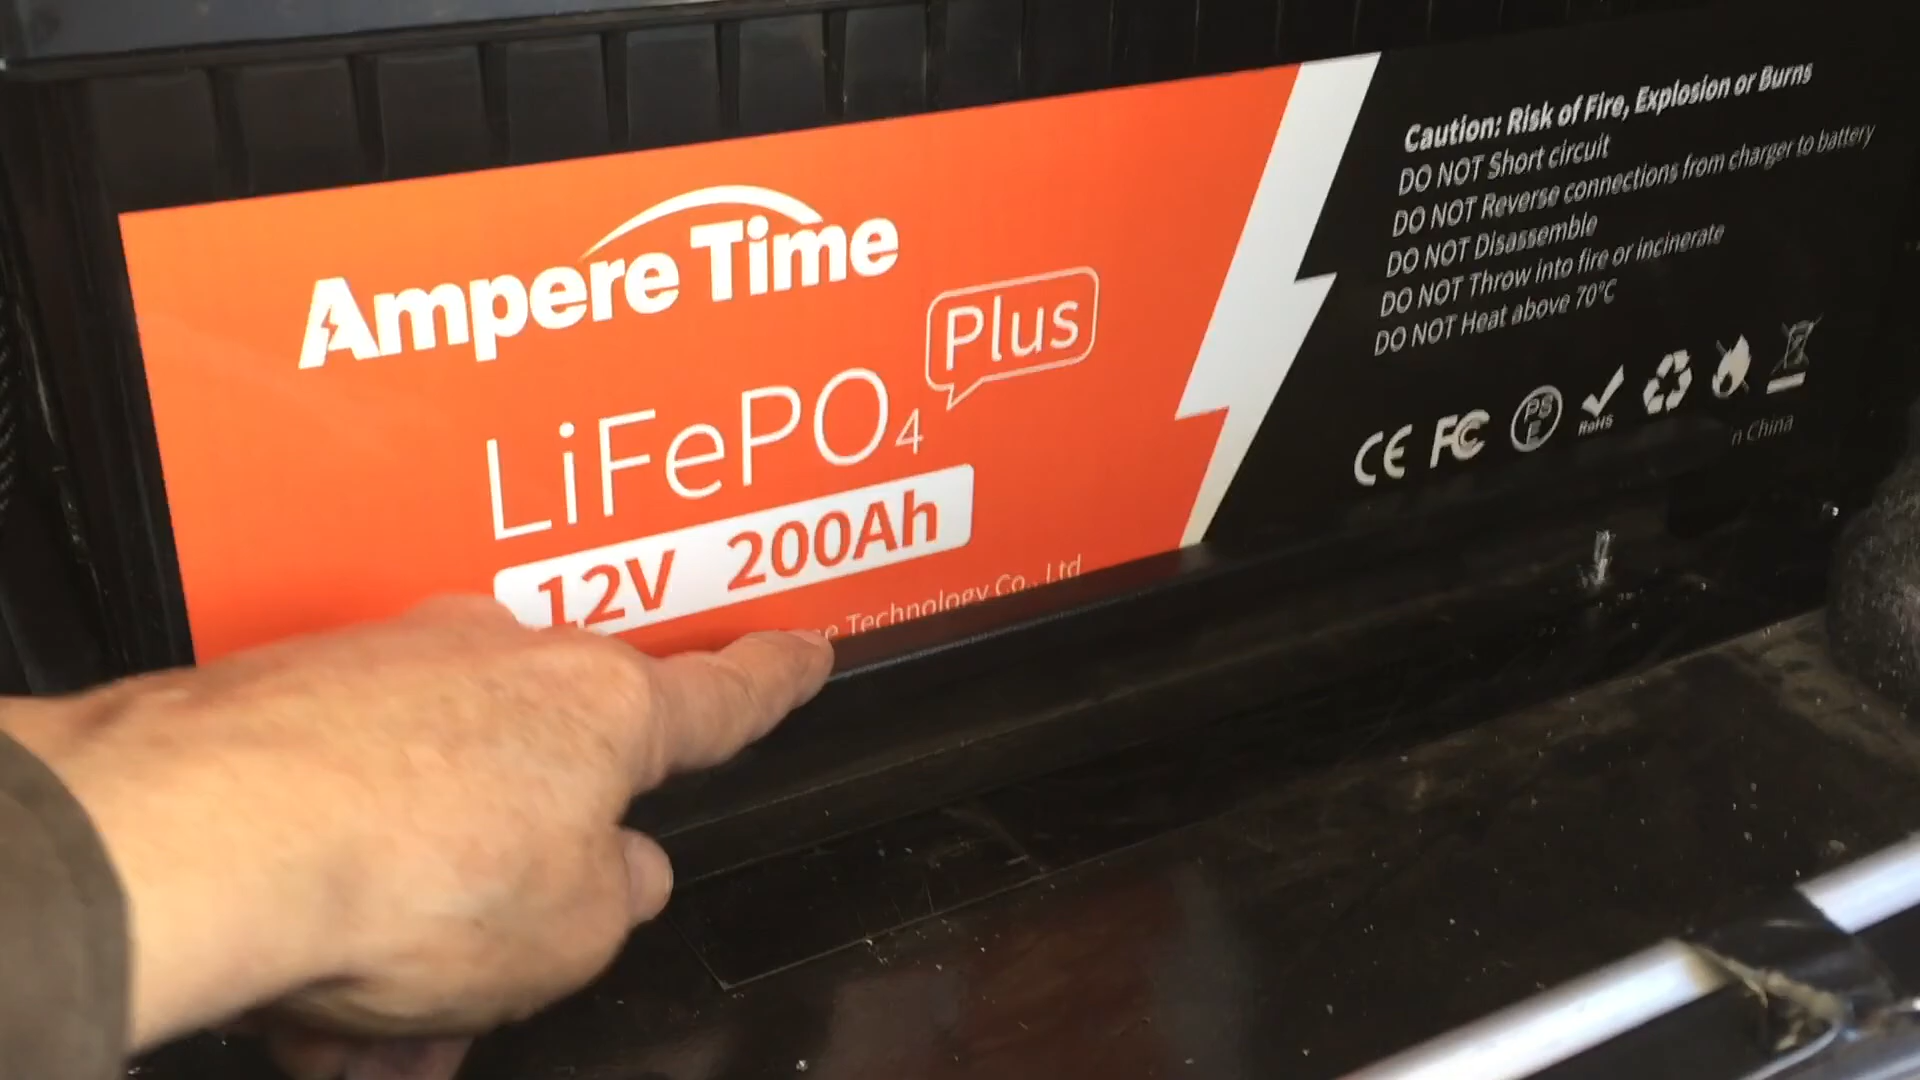 Ampere Time
Plus
LiFePO4
12V 200Ah
Technology Co., Ltd
Caution: Risk of Fire, Explosion or Burns
DO NOT Short circuit
DO NOT Reverse connections from charger to battery
DO NOT Disassemble
DO NOT Throw into fire or incinerate
DO NOT Heat above 70°C
CE FC PS E RoHS
China